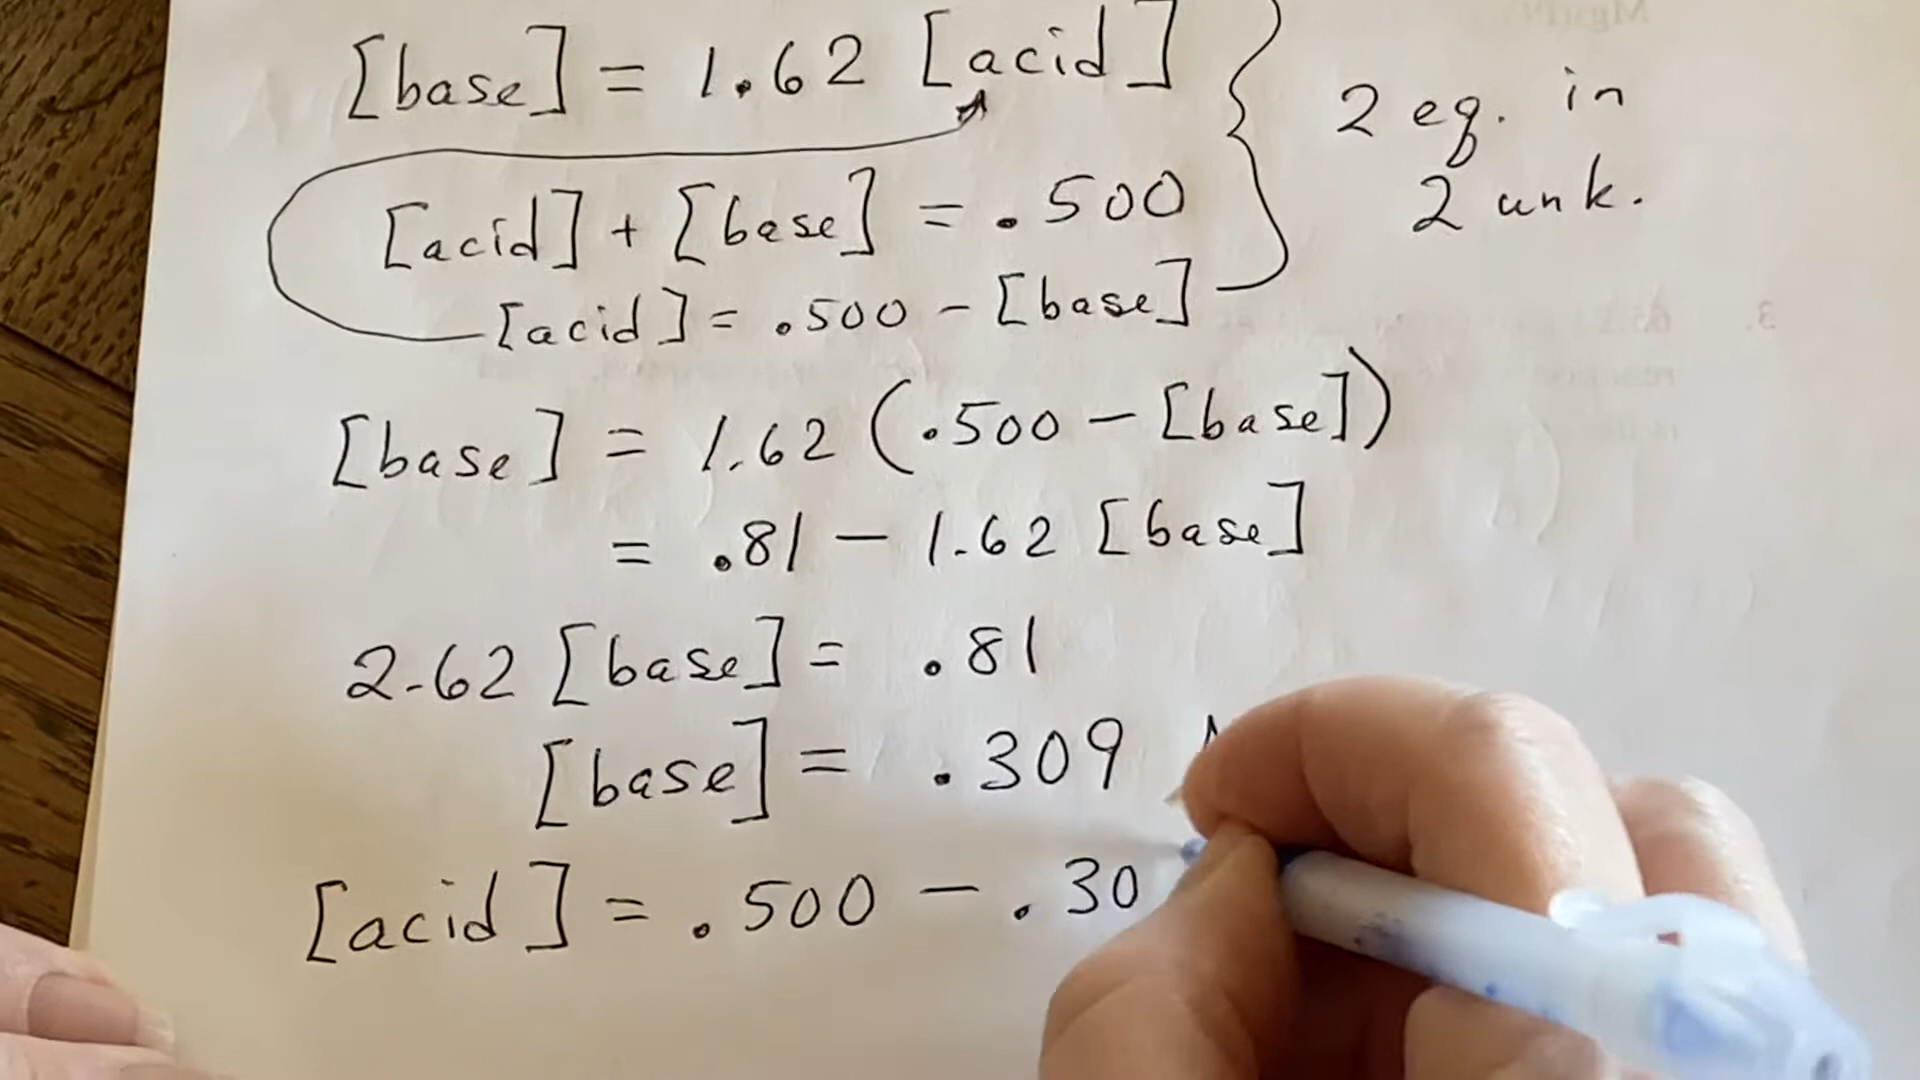 [base] = 1.62 [acid]
2 eq. in
2 unk.
[acid] + [base] = .500
[acid] = .500 - [base]
[base] = 1.62 (.500 - [base])
= .81 - 1.62 [base]
2.62 [base] = .81
[base] = .309
[acid] = .500 - .30